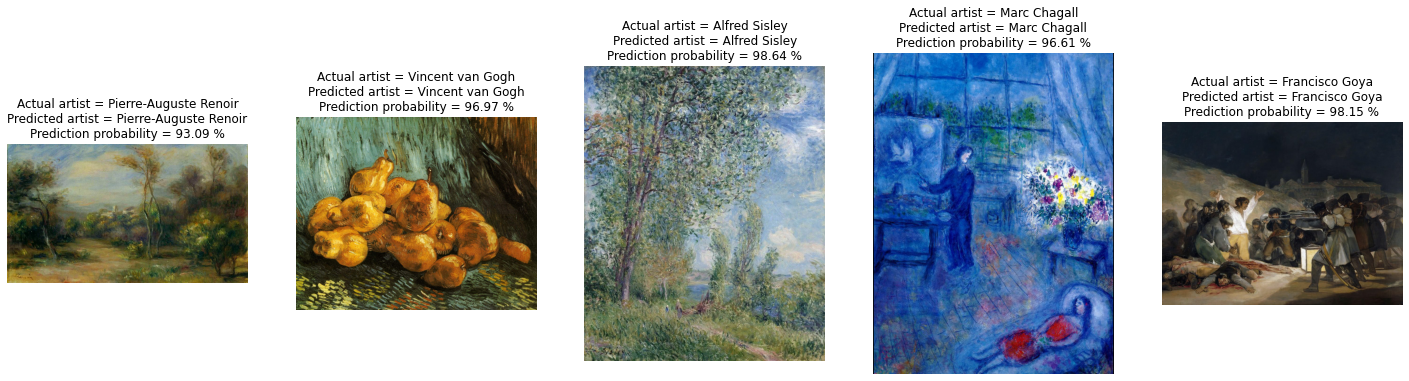 Actual artist = Pierre-Auguste Renoir
Predicted artist = Pierre-Auguste Renoir
Prediction probability = 93.09 %
Actual artist = Vincent van Gogh
Predicted artist = Vincent van Gogh
Prediction probability = 96.97 %
Actual artist = Alfred Sisley
Predicted artist = Alfred Sisley
Prediction probability = 98.64 %
Actual artist = Marc Chagall
Predicted artist = Marc Chagall
Prediction probability = 96.61 %
Actual artist = Francisco Goya
Predicted artist = Francisco Goya
Prediction probability = 98.15 %